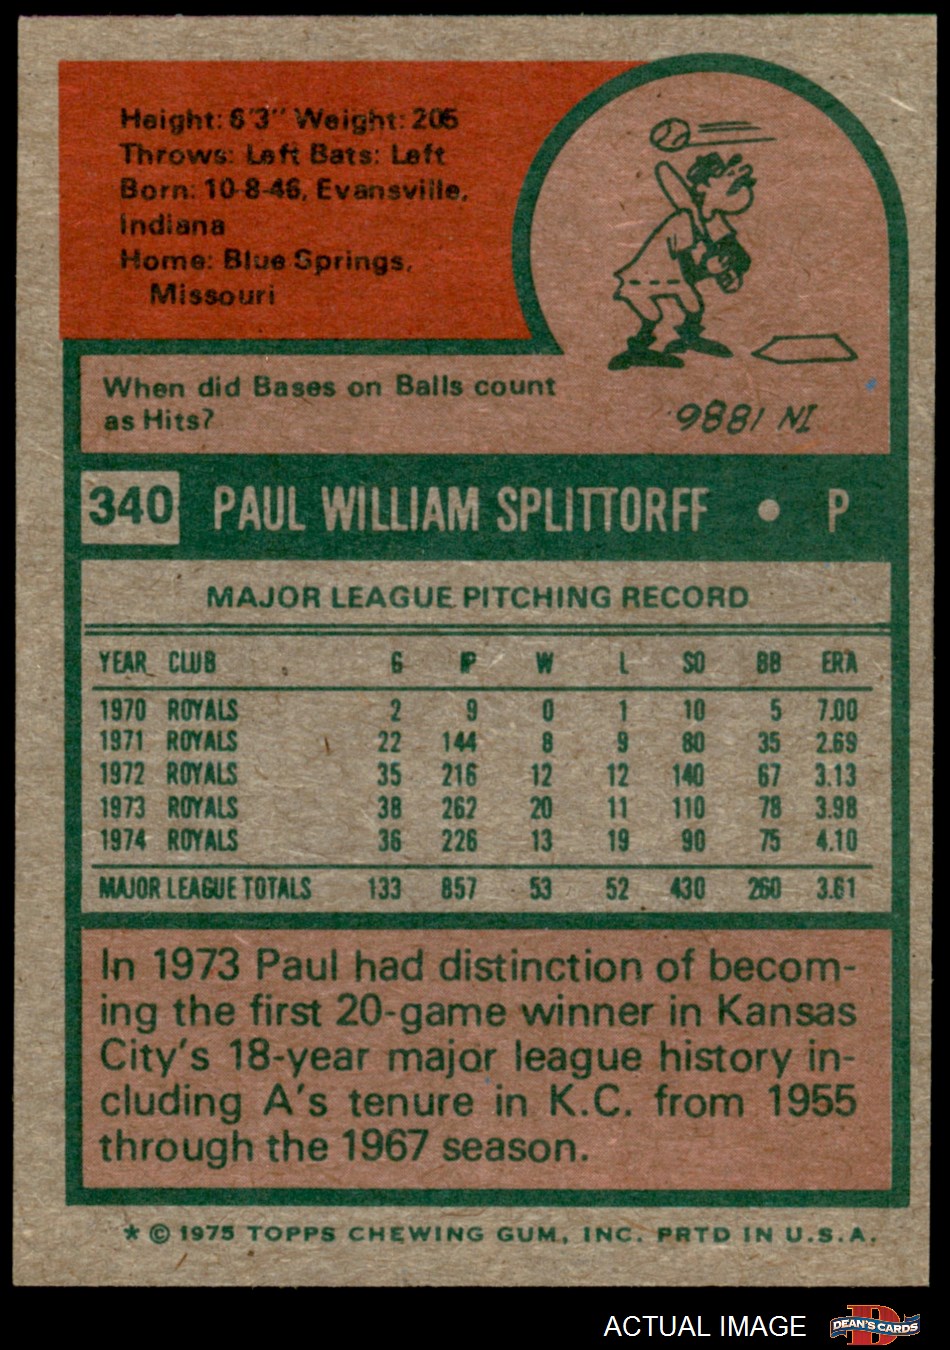 Height: 6'3" Weight: 205
Throws: Left Bats: Left
Born: 10-8-46, Evansville,
Indiana
Home: Blue Springs,
Missouri
When did Bases on Balls count
as Hits?
IN 1886
340 PAUL WILLIAM SPLITTORFF • P
MAJOR LEAGUE PITCHING RECORD
YEAR CLUB G IP W L SO BB ERA
1970 ROYALS 2 9 0 1 10 5 7.00
1971 ROYALS 22 144 8 9 80 35 2.69
1972 ROYALS 35 216 12 12 140 67 3.13
1973 ROYALS 38 262 20 11 110 78 3.98
1974 ROYALS 36 226 13 19 90 75 4.10
MAJOR LEAGUE TOTALS 133 857 53 52 430 260 3.61
In 1973 Paul had distinction of becom-
ing the first 20-game winner in Kansas
City's 18-year major league history in-
cluding A's tenure in K.C. from 1955
through the 1967 season.
* © 1975 TOPPS CHEWING GUM, INC. PRTD IN U.S.A.
ACTUAL IMAGE D DEAN'S CARDS